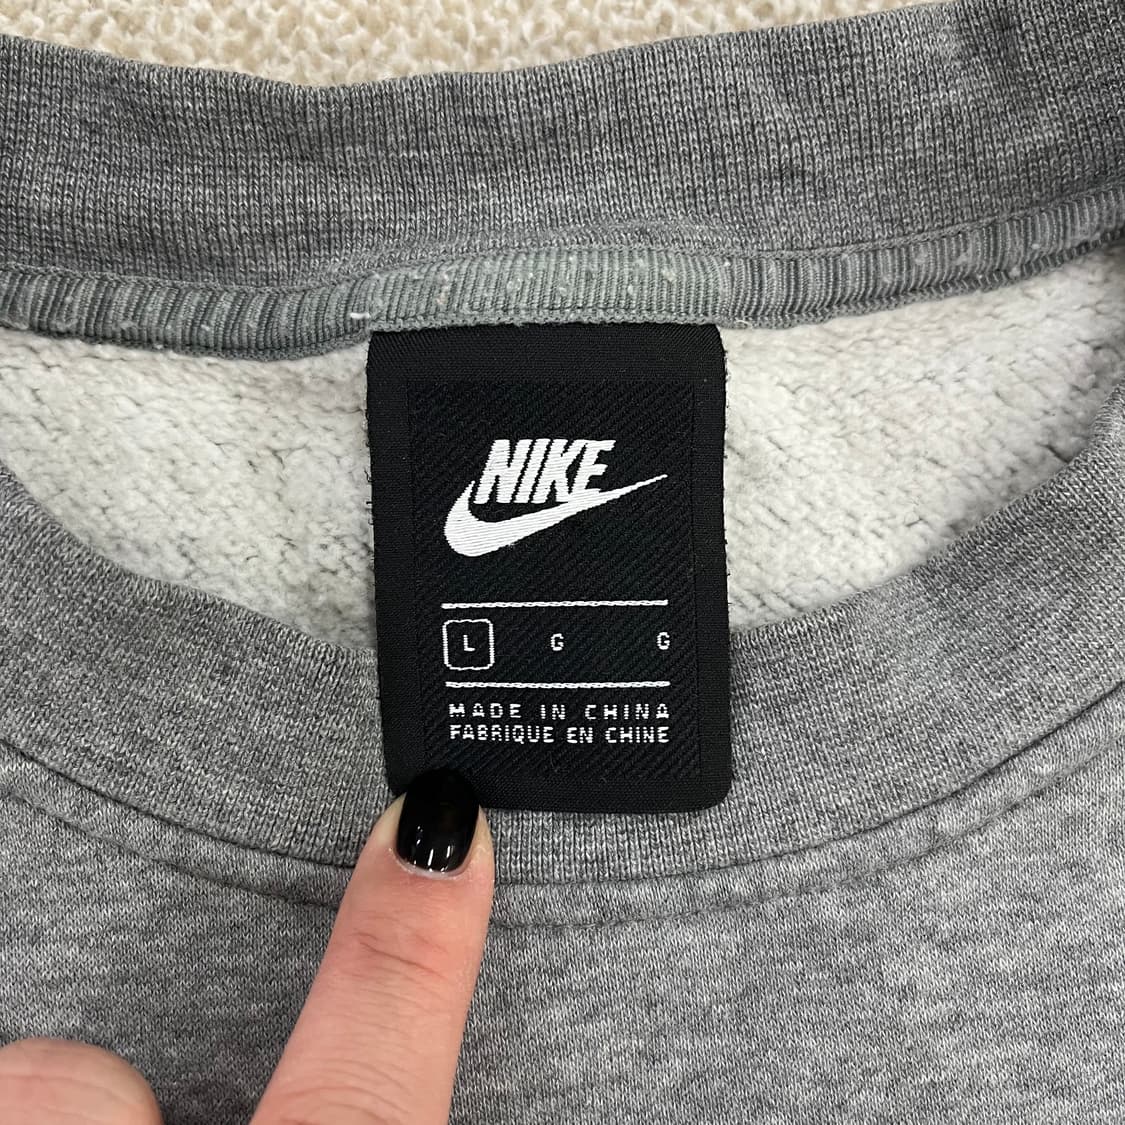 NIKE
L G G
MADE IN CHINA
FABRIQUE EN CHINE